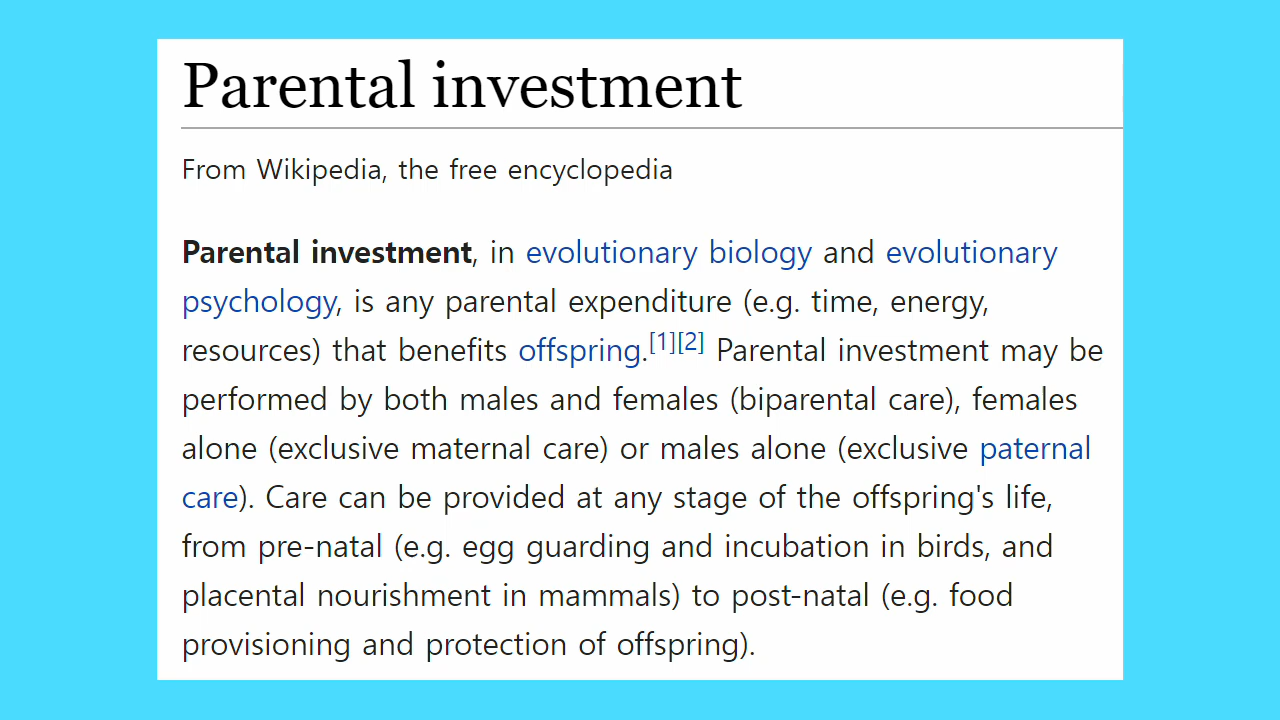 Parental investment
From Wikipedia, the free encyclopedia
Parental investment, in evolutionary biology and evolutionary
psychology, is any parental expenditure (e.g. time, energy,
resources) that benefits offspring.[1][2] Parental investment may be
performed by both males and females (biparental care), females
alone (exclusive maternal care) or males alone (exclusive paternal
care). Care can be provided at any stage of the offspring's life,
from pre-natal (e.g. egg guarding and incubation in birds, and
placental nourishment in mammals) to post-natal (e.g. food
provisioning and protection of offspring).